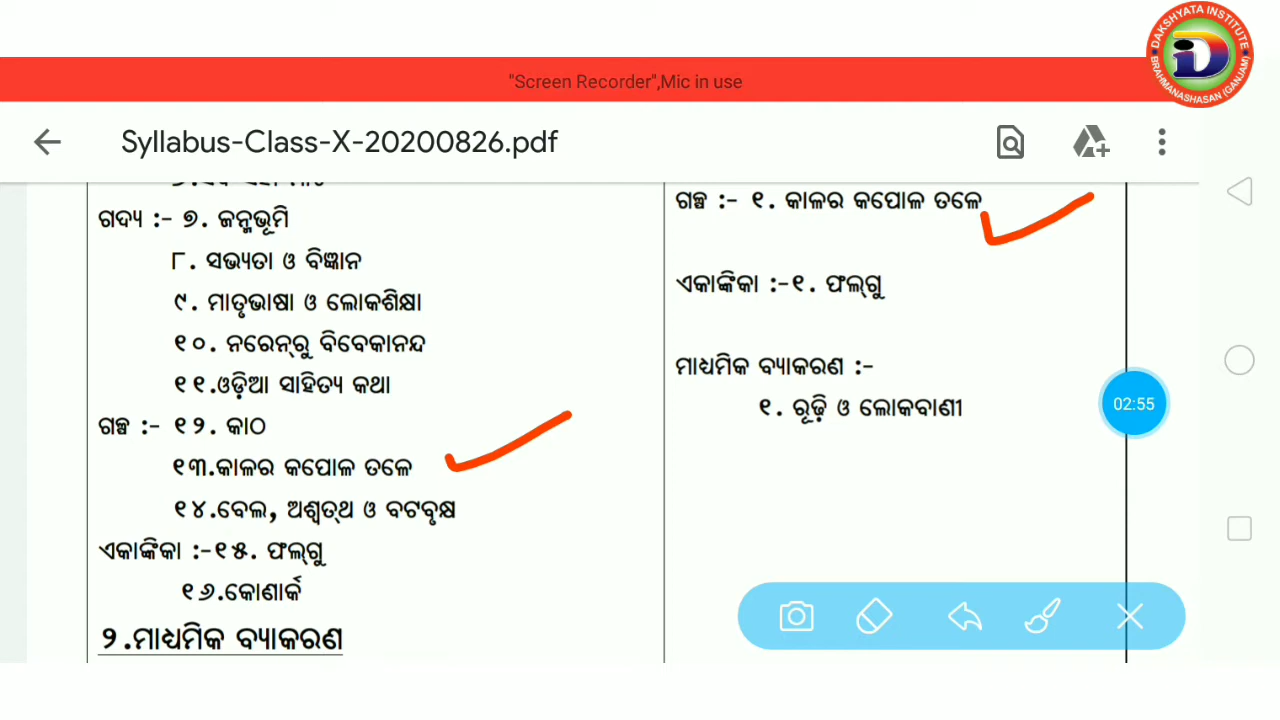 DAKSHYATA INSTITUTE
BRAHMANASHASAN (GANJAM)
"Screen Recorder",Mic in use
Syllabus-Class-X-20200826.pdf
ଗଦ୍ୟ :- ୭. ଜନ୍ମଭୂମି
୮. ସଭ୍ୟତା ଓ ବିଜ୍ଞାନ
୯. ମାତୃଭାଷା ଓ ଲୋକଶିକ୍ଷା
୧୦. ନରେନ୍‌ରୁ ବିବେକାନନ୍ଦ
୧୧.ଓଡ଼ିଆ ସାହିତ୍ୟ କଥା
ଗଳ୍ପ :- ୧୨. କାଠ
୧୩.କାଳର କପୋଳ ତଳେ
୧୪.ବେଲ, ଅଶ୍ୱତ୍‌ଥ ଓ ବଟବୃକ୍ଷ
ଏକାଙ୍କିକା :-୧୫. ଫଲ୍‌ଗୁ
୧୬.କୋଣାର୍କ
୨.ମାଧ୍ୟମିକ ବ୍ୟାକରଣ
ଗଳ୍ପ :- ୧. କାଳର କପୋଳ ତଳେ
ଏକାଙ୍କିକା :-୧. ଫଲ୍‌ଗୁ
ମାଧ୍ୟମିକ ବ୍ୟାକରଣ :-
୧. ରୂଢ଼ି ଓ ଲୋକବାଣୀ
02:55